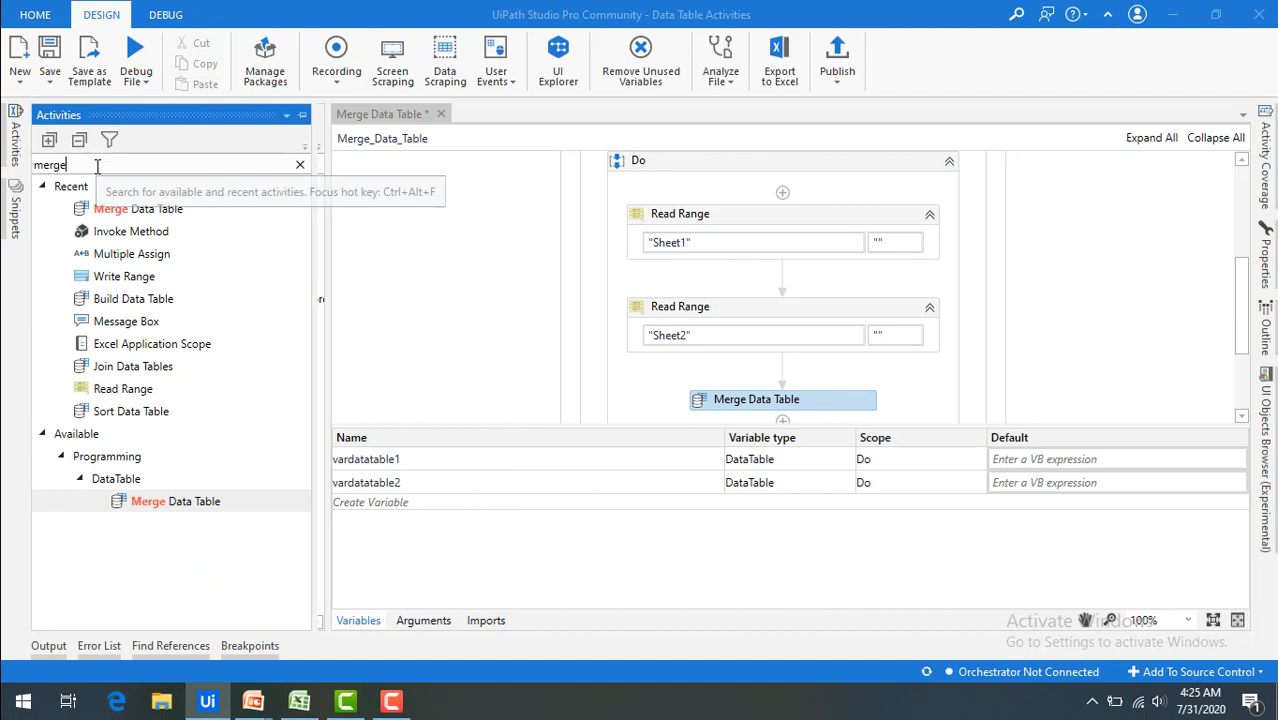 HOME DESIGN DEBUG UiPath Studio Pro Community - Data Table Activities
New Save Save as Template Debug File Cut Copy Paste Manage Packages Recording Screen Scraping Data Scraping User Events UI Explorer Remove Unused Variables Analyze File Export to Excel Publish
Activities
merge
Search for available and recent activities. Focus hot key: Ctrl+Alt+F
Recent
Merge Data Table
Invoke Method
Multiple Assign
Write Range
Build Data Table
Message Box
Excel Application Scope
Join Data Tables
Read Range
Sort Data Table
Available
Programming
DataTable
Merge Data Table
Activities
Snippets
Merge Data Table *
Merge_Data_Table Expand All Collapse All
Do
Read Range
"Sheet1" ""
Read Range
"Sheet2" ""
Merge Data Table
Name Variable type Scope Default
vardatatable1 DataTable Do Enter a VB expression
vardatatable2 DataTable Do Enter a VB expression
Create Variable
Variables Arguments Imports 100%
Activate Windows
Go to Settings to activate Windows.
Activity Coverage
Properties
Outline
UI Objects Browser (Experimental)
Output Error List Find References Breakpoints
Orchestrator Not Connected Add To Source Control
Ui
4:25 AM
7/31/2020
1